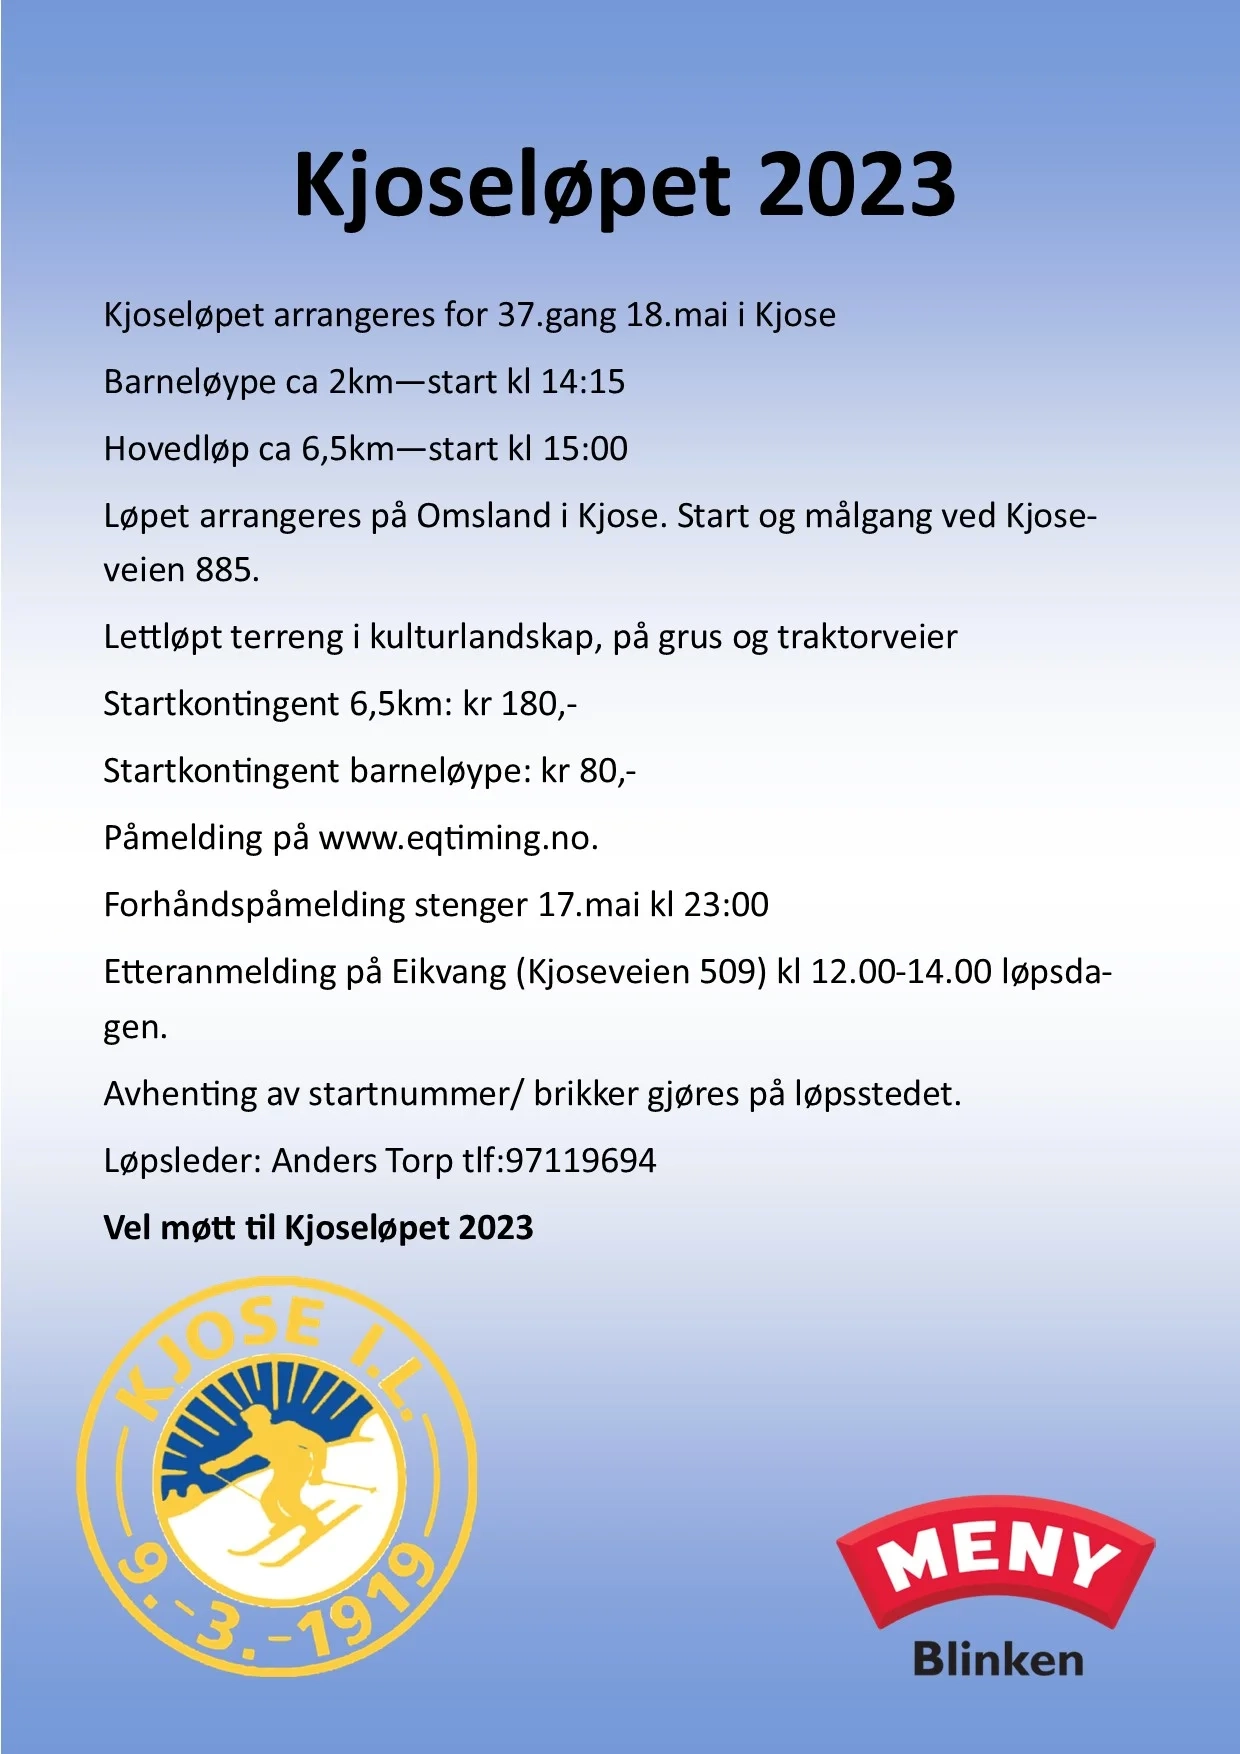 Kjoseløpet 2023
Kjoseløpet arrangeres for 37.gang 18.mai i Kjose
Barneløype ca 2km—start kl 14:15
Hovedløp ca 6,5km—start kl 15:00
Løpet arrangeres på Omsland i Kjose. Start og målgang ved Kjose-
veien 885.
Lettløpt terreng i kulturlandskap, på grus og traktorveier
Startkontingent 6,5km: kr 180,-
Startkontingent barneløype: kr 80,-
Påmelding på www.eqtiming.no.
Forhåndspåmelding stenger 17.mai kl 23:00
Etteranmelding på Eikvang (Kjoseveien 509) kl 12.00-14.00 løpsda-
gen.
Avhenting av startnummer/ brikker gjøres på løpsstedet.
Løpsleder: Anders Torp tlf:97119694
Vel møtt til Kjoseløpet 2023
KJOSE I.L.
9.-3.-1919
MENY
Blinken